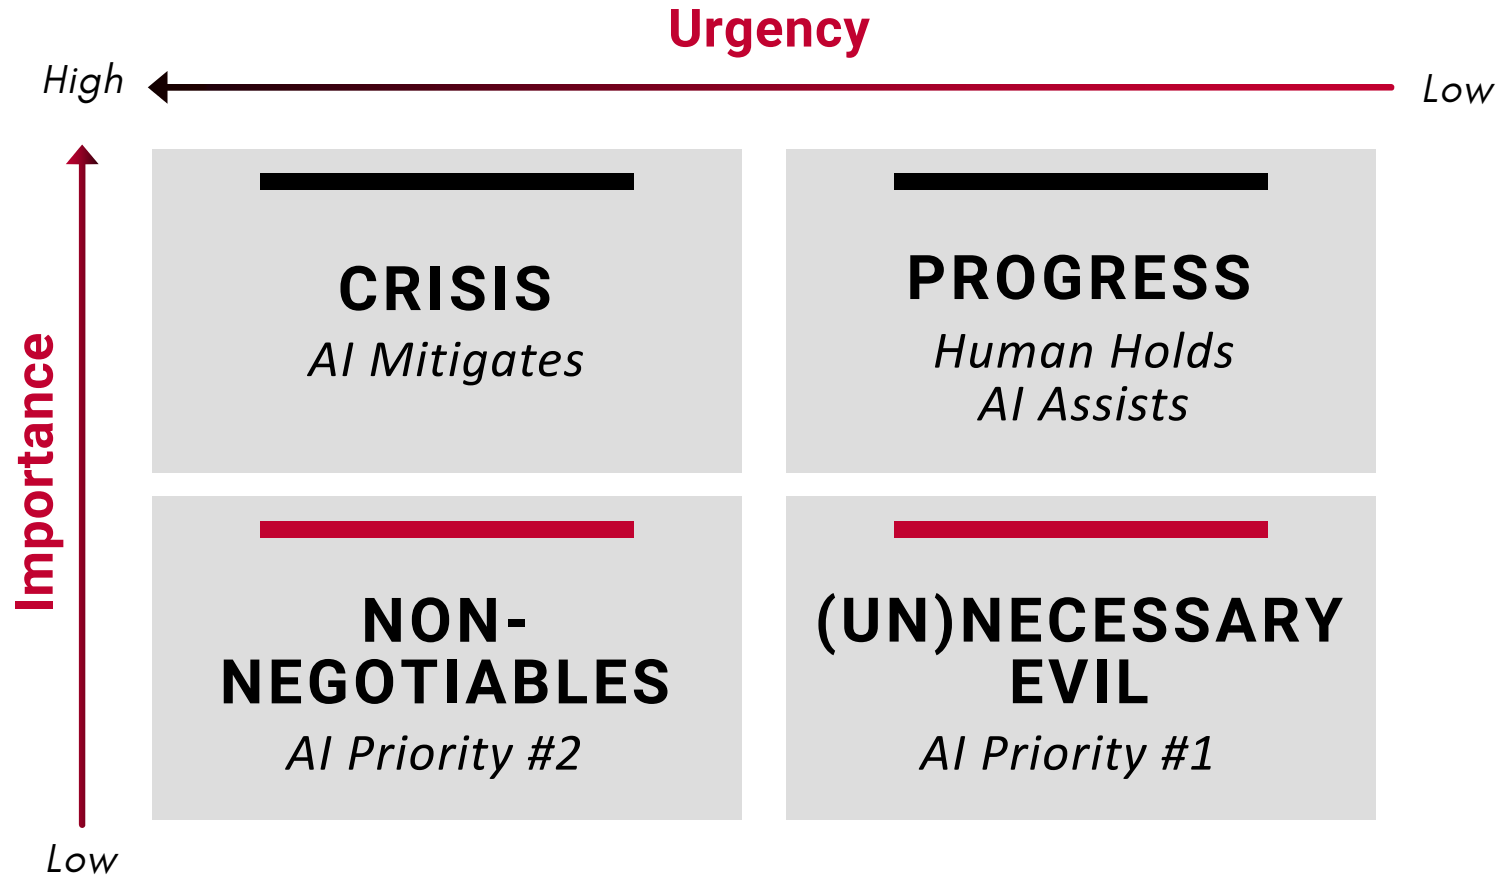 Urgency
High
Low
Importance
CRISIS
AI Mitigates
PROGRESS
Human Holds
AI Assists
NON-
NEGOTIABLES
AI Priority #2
(UN)NECESSARY
EVIL
AI Priority #1
Low